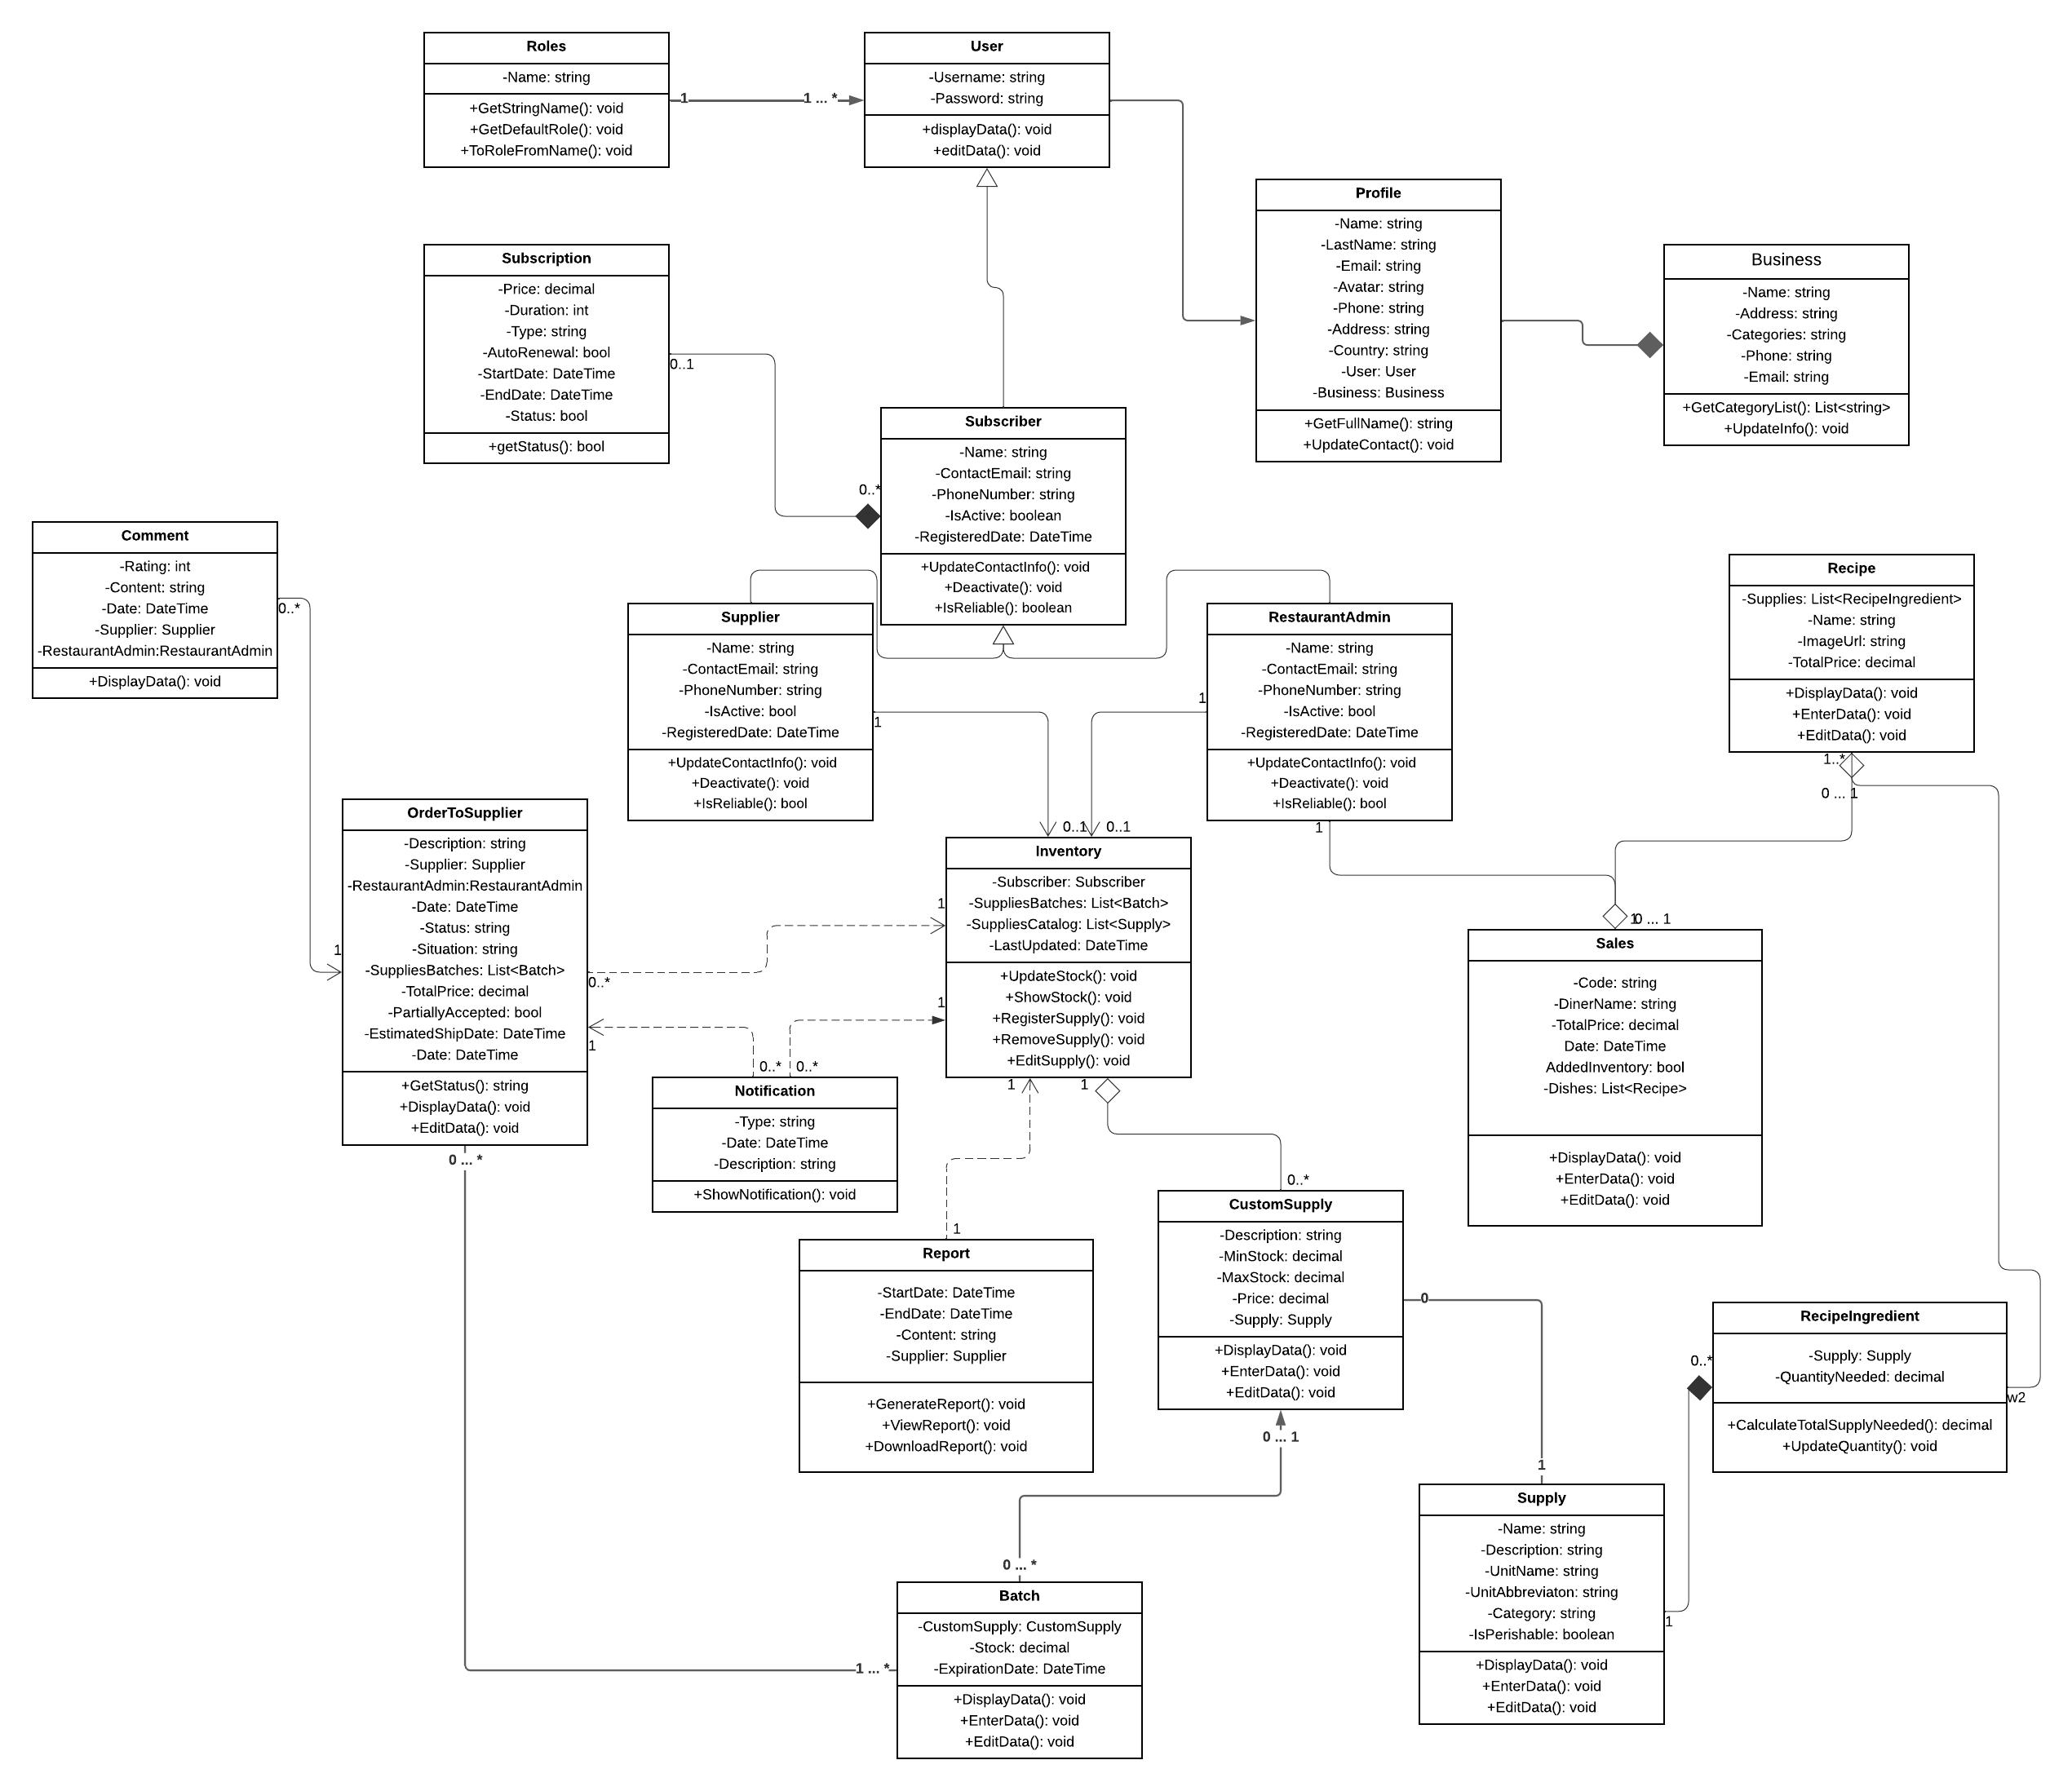 Roles
-Name: string
+GetStringName(): void
+GetDefaultRole(): void
+ToRoleFromName(): void
1
1 ... *
User
-Username: string
-Password: string
+displayData(): void
+editData(): void
Profile
-Name: string
-LastName: string
-Email: string
-Avatar: string
-Phone: string
-Address: string
-Country: string
-User: User
-Business: Business
+GetFullName(): string
+UpdateContact(): void
Business
-Name: string
-Address: string
-Categories: string
-Phone: string
-Email: string
+GetCategoryList(): List<string>
+UpdateInfo(): void
Subscription
-Price: decimal
-Duration: int
-Type: string
-AutoRenewal: bool
-StartDate: DateTime
-EndDate: DateTime
-Status: bool
+getStatus(): bool
0..1
0..*
Subscriber
-Name: string
-ContactEmail: string
-PhoneNumber: string
-IsActive: boolean
-RegisteredDate: DateTime
+UpdateContactInfo(): void
+Deactivate(): void
+IsReliable(): boolean
Comment
-Rating: int
-Content: string
-Date: DateTime
-Supplier: Supplier
-RestaurantAdmin:RestaurantAdmin
+DisplayData(): void
0..*
1
Supplier
-Name: string
-ContactEmail: string
-PhoneNumber: string
-IsActive: bool
-RegisteredDate: DateTime
+UpdateContactInfo(): void
+Deactivate(): void
+IsReliable(): bool
1
0..1
RestaurantAdmin
-Name: string
-ContactEmail: string
-PhoneNumber: string
-IsActive: bool
-RegisteredDate: DateTime
+UpdateContactInfo(): void
+Deactivate(): void
+IsReliable(): bool
1
0..1
1
Recipe
-Supplies: List<RecipeIngredient>
-Name: string
-ImageUrl: string
-TotalPrice: decimal
+DisplayData(): void
+EnterData(): void
+EditData(): void
1..*
0 ... 1
OrderToSupplier
-Description: string
-Supplier: Supplier
-RestaurantAdmin:RestaurantAdmin
-Date: DateTime
-Status: string
-Situation: string
-SuppliesBatches: List<Batch>
-TotalPrice: decimal
-PartiallyAccepted: bool
-EstimatedShipDate: DateTime
-Date: DateTime
+GetStatus(): string
+DisplayData(): void
+EditData(): void
0..*
1
1
0 ... *
Inventory
-Subscriber: Subscriber
-SuppliesBatches: List<Batch>
-SuppliesCatalog: List<Supply>
-LastUpdated: DateTime
+UpdateStock(): void
+ShowStock(): void
+RegisterSupply(): void
+RemoveSupply(): void
+EditSupply(): void
1
1
1
1
0 ... 1
Sales
-Code: string
-DinerName: string
-TotalPrice: decimal
Date: DateTime
AddedInventory: bool
-Dishes: List<Recipe>
+DisplayData(): void
+EnterData(): void
+EditData(): void
0..*
0..*
Notification
-Type: string
-Date: DateTime
-Description: string
+ShowNotification(): void
1
Report
-StartDate: DateTime
-EndDate: DateTime
-Content: string
-Supplier: Supplier
+GenerateReport(): void
+ViewReport(): void
+DownloadReport(): void
0..*
CustomSupply
-Description: string
-MinStock: decimal
-MaxStock: decimal
-Price: decimal
-Supply: Supply
+DisplayData(): void
+EnterData(): void
+EditData(): void
0
0 ... 1
RecipeIngredient
-Supply: Supply
-QuantityNeeded: decimal
+CalculateTotalSupplyNeeded(): decimal
+UpdateQuantity(): void
0..*
w2
1
Supply
-Name: string
-Description: string
-UnitName: string
-UnitAbbreviaton: string
-Category: string
-IsPerishable: boolean
+DisplayData(): void
+EnterData(): void
+EditData(): void
1
0 ... *
1 ... *
Batch
-CustomSupply: CustomSupply
-Stock: decimal
-ExpirationDate: DateTime
+DisplayData(): void
+EnterData(): void
+EditData(): void